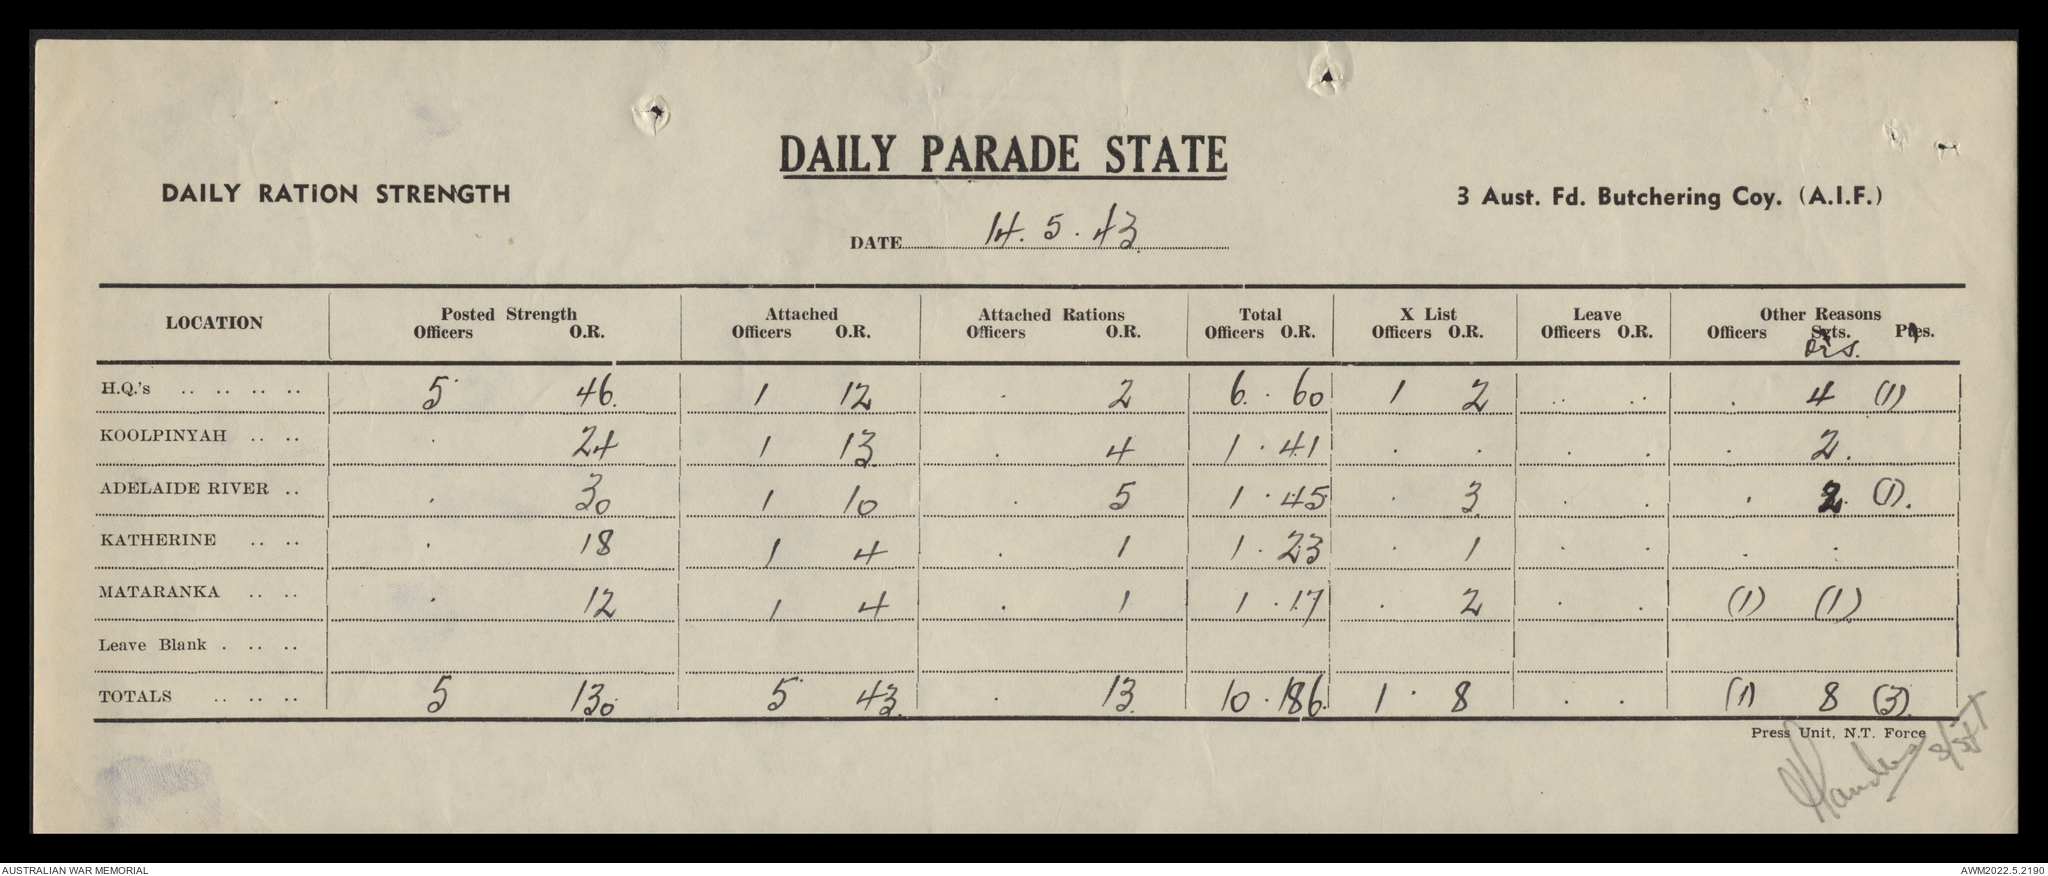 DAILY PARADE STATE
DAILY RATION STRENGTH
3 Aust. Fd. Butchering Coy. (A.I.F.)
DATE 14.5.43
LOCATION Posted Strength Attached Attached Rations Total X List Leave Other Reasons
Officers O.R. Officers O.R. Officers O.R. Officers O.R. Officers O.R. Officers O.R. Officers Sgts. Ptes.
ors.
H.Q.'s .. .. .. .. 5 46. 1 12 . 2 6. . 60 1 2 .. .. . 4 (1)
KOOLPINYAH .. .. . 24 1 13 . 4 1 . 41 . . . . . 2.
ADELAIDE RIVER .. . 30 1 10 . 5 1 . 45 . 3 . . . 2 (1).
KATHERINE .. .. . 18 1 4 . 1 1 . 23 . 1 . . . .
MATARANKA .. .. . 12 1 4 . 1 1 . 17 . 2 . . (1) (1)
Leave Blank . .. ..
TOTALS .. .. .. 5 130 5 43. . 13. 10 . 186 1 . 8 . . (1) 8 (3).
Press Unit, N.T. Force
S/Sgt
AUSTRALIAN WAR MEMORIAL
AWM2022.5.2190